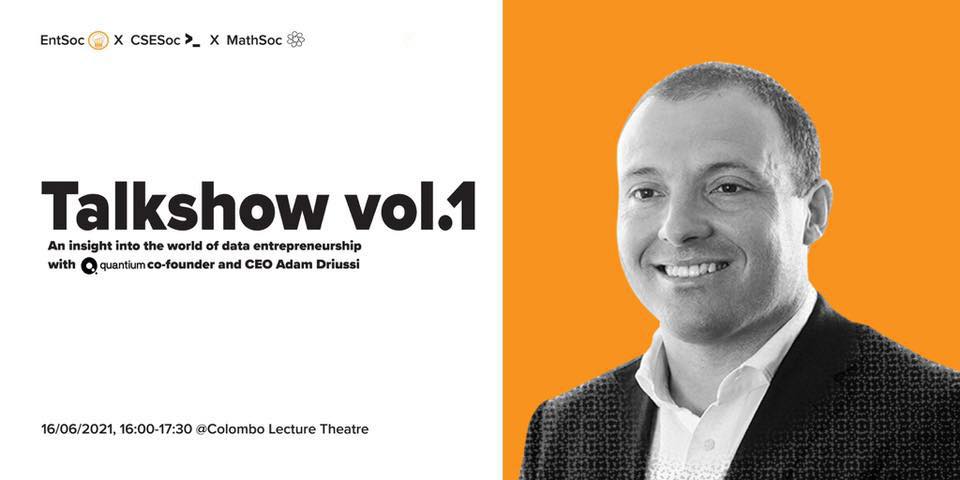 EntSoc X CSESoc >_ X MathSoc
Talkshow vol.1
An insight into the world of data entrepreneurship
with quantium co-founder and CEO Adam Driussi
16/06/2021, 16:00-17:30 @Colombo Lecture Theatre